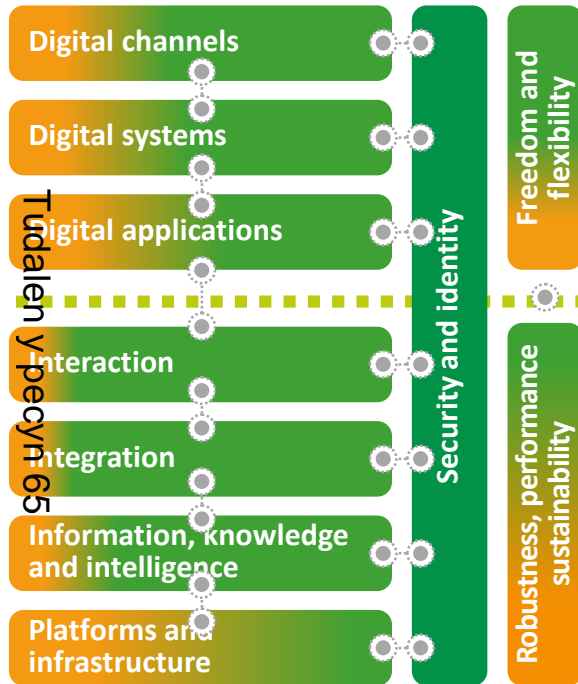 Digital channels
Digital systems
Digital applications
Interaction
Integration
Information, knowledge
and intelligence
Platforms and
infrastructure
Security and identity
Freedom and
flexibility
Robustness, performance
sustainability
Tudalen y pecyn 65